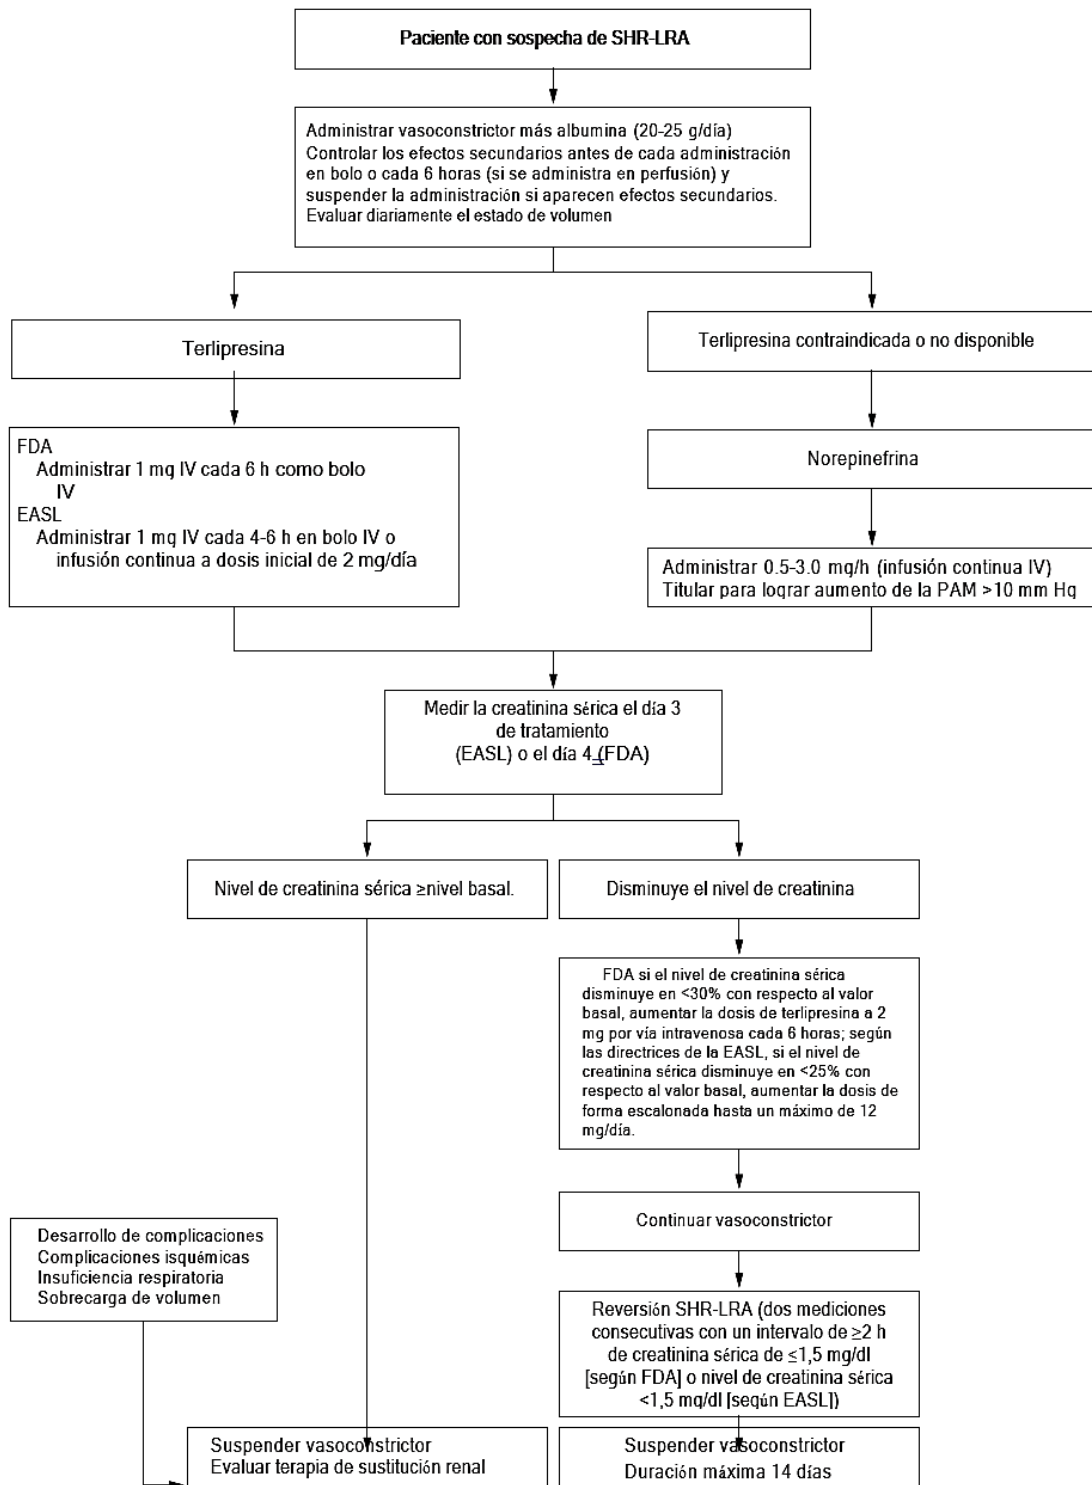 Paciente con sospecha de SHR-LRA
Administrar vasoconstrictor más albumina (20-25 g/día)
Controlar los efectos secundarios antes de cada administración
en bolo o cada 6 horas (si se administra en perfusión) y
suspender la administración si aparecen efectos secundarios.
Evaluar diariamente el estado de volumen
Terlipresina
Terlipresina contraindicada o no disponible
FDA
Administrar 1 mg IV cada 6 h como bolo
IV
EASL
Administrar 1 mg IV cada 4-6 h en bolo IV o
infusión continua a dosis inicial de 2 mg/día
Norepinefrina
Administrar 0.5-3.0 mg/h (infusión continua IV)
Titular para lograr aumento de la PAM >10 mm Hg
Medir la creatinina sérica el día 3
de tratamiento
(EASL) o el día 4 (FDA)
Nivel de creatinina sérica ≥nivel basal.
Disminuye el nivel de creatinina
FDA si el nivel de creatinina sérica
disminuye en <30% con respecto al valor
basal, aumentar la dosis de terlipresina a 2
mg por vía intravenosa cada 6 horas; según
las directrices de la EASL, si el nivel de
creatinina sérica disminuye en <25% con
respecto al valor basal, aumentar la dosis de
forma escalonada hasta un máximo de 12
mg/día.
Continuar vasoconstrictor
Desarrollo de complicaciones
Complicaciones isquémicas
Insuficiencia respiratoria
Sobrecarga de volumen
Reversión SHR-LRA (dos mediciones
consecutivas con un intervalo de ≥2 h
de creatinina sérica de ≤1,5 mg/dl
[según FDA] o nivel de creatinina sérica
<1,5 mg/dl [según EASL])
Suspender vasoconstrictor
Evaluar terapia de sustitución renal
Suspender vasoconstrictor
Duración máxima 14 días